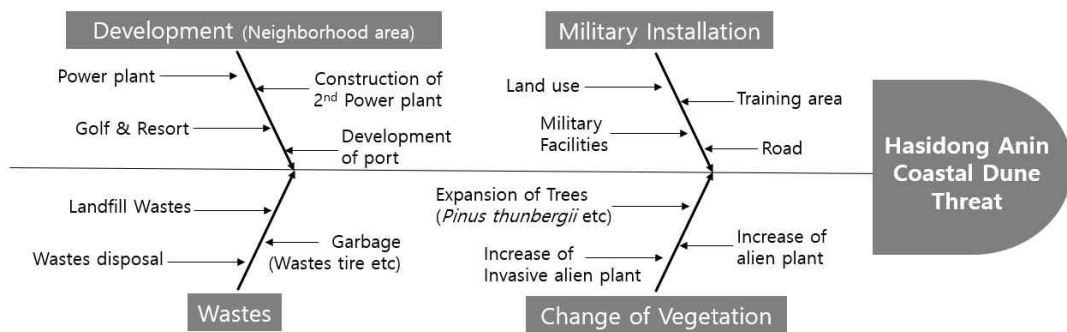 Development (Neighborhood area)
Power plant
Construction of
2nd Power plant
Golf & Resort
Development
of port
Military Installation
Land use
Training area
Military
Facilities
Road
Hasidong Anin
Coastal Dune
Threat
Landfill Wastes
Garbage
(Wastes tire etc)
Wastes disposal
Wastes
Expansion of Trees
(Pinus thunbergii etc)
Increase of
alien plant
Increase of
Invasive alien plant
Change of Vegetation